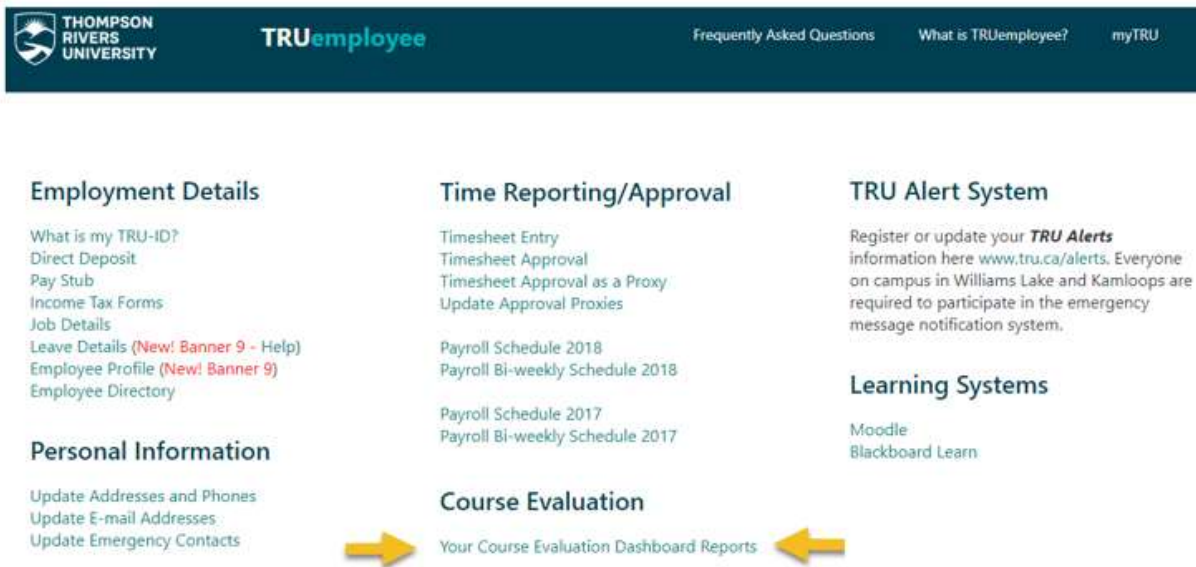 THOMPSON
RIVERS
UNIVERSITY
TRUemployee
Frequently Asked Questions
What is TRUemployee?
myTRU
Employment Details
What is my TRU-ID?
Direct Deposit
Pay Stub
Income Tax Forms
Job Details
Leave Details (New! Banner 9 - Help)
Employee Profile (New! Banner 9)
Employee Directory
Personal Information
Update Addresses and Phones
Update E-mail Addresses
Update Emergency Contacts
Time Reporting/Approval
Timesheet Entry
Timesheet Approval
Timesheet Approval as a Proxy
Update Approval Proxies
Payroll Schedule 2018
Payroll Bi-weekly Schedule 2018
Payroll Schedule 2017
Payroll Bi-weekly Schedule 2017
Course Evaluation
Your Course Evaluation Dashboard Reports
TRU Alert System
Register or update your TRU Alerts
information here www.tru.ca/alerts. Everyone
on campus in Williams Lake and Kamloops are
required to participate in the emergency
message notification system.
Learning Systems
Moodle
Blackboard Learn